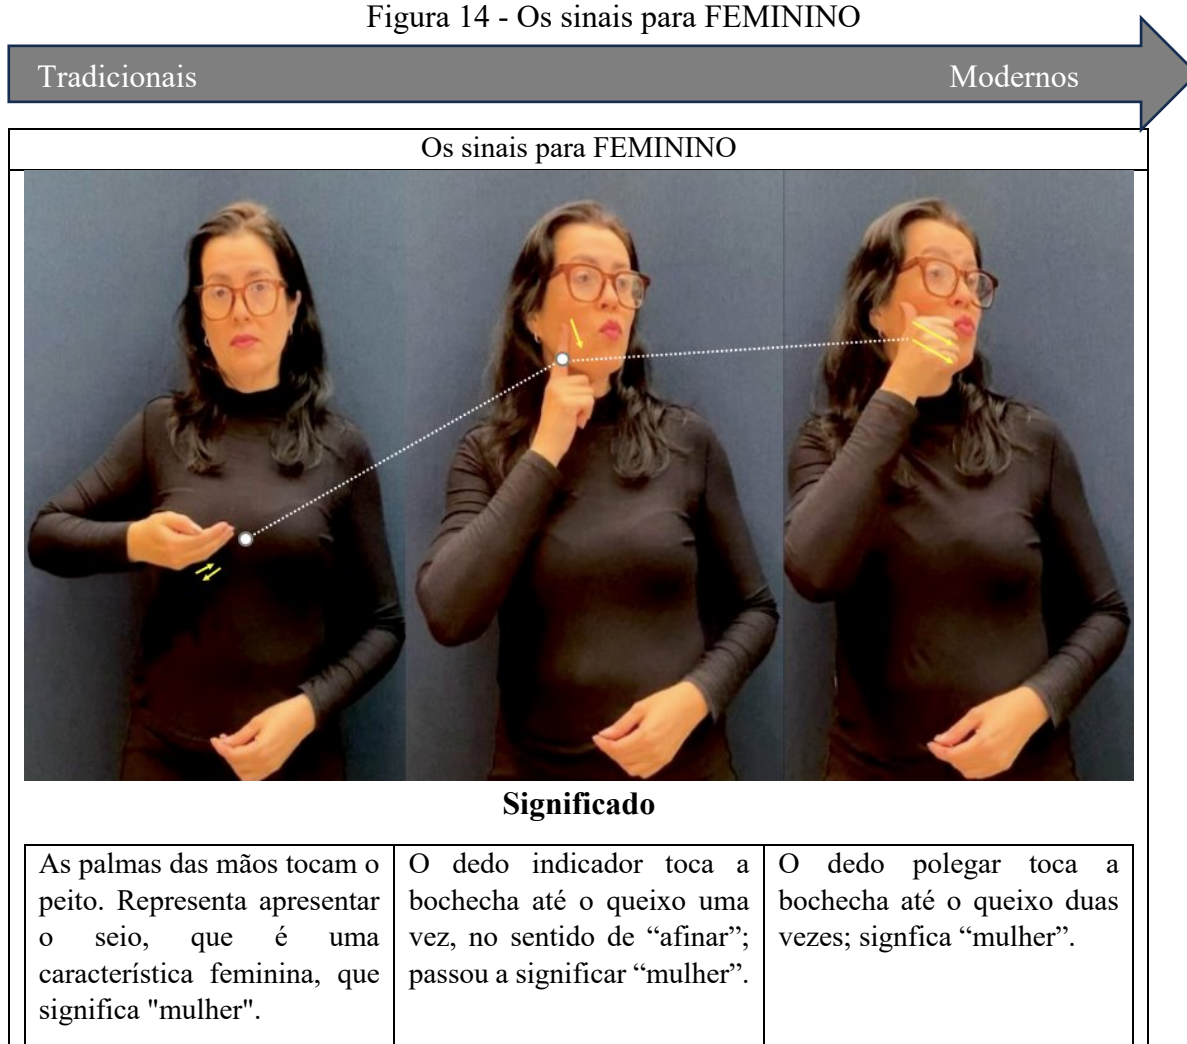 Figura 14 - Os sinais para FEMININO
Tradicionais
Modernos
Os sinais para FEMININO
Significado
As palmas das mãos tocam o
peito. Representa apresentar
o seio, que é uma
característica feminina, que
significa "mulher".
O dedo indicador toca a
bochecha até o queixo uma
vez, no sentido de “afinar”;
passou a significar “mulher”.
O dedo polegar toca a
bochecha até o queixo duas
vezes; signfica “mulher”.